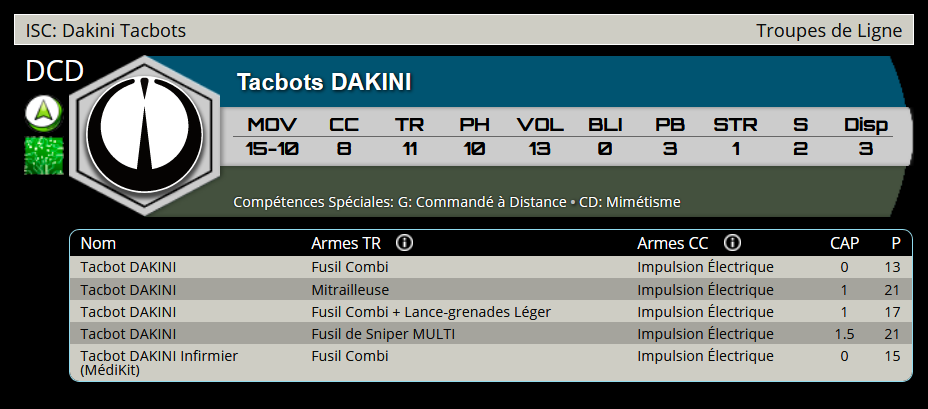 ISC: Dakini Tacbots Troupes de Ligne
DCD
Tacbots DAKINI
MOV CC TR PH VOL BLI PB STR S Disp
15-10 8 11 10 13 0 3 1 2 3
Compétences Spéciales: G: Commandé à Distance • CD: Mimétisme
Nom Armes TR Armes CC CAP P
Tacbot DAKINI Fusil Combi Impulsion Électrique 0 13
Tacbot DAKINI Mitrailleuse Impulsion Électrique 1 21
Tacbot DAKINI Fusil Combi + Lance-grenades Léger Impulsion Électrique 1 17
Tacbot DAKINI Fusil de Sniper MULTI Impulsion Électrique 1.5 21
Tacbot DAKINI Infirmier Fusil Combi Impulsion Électrique 0 15
(MédiKit)